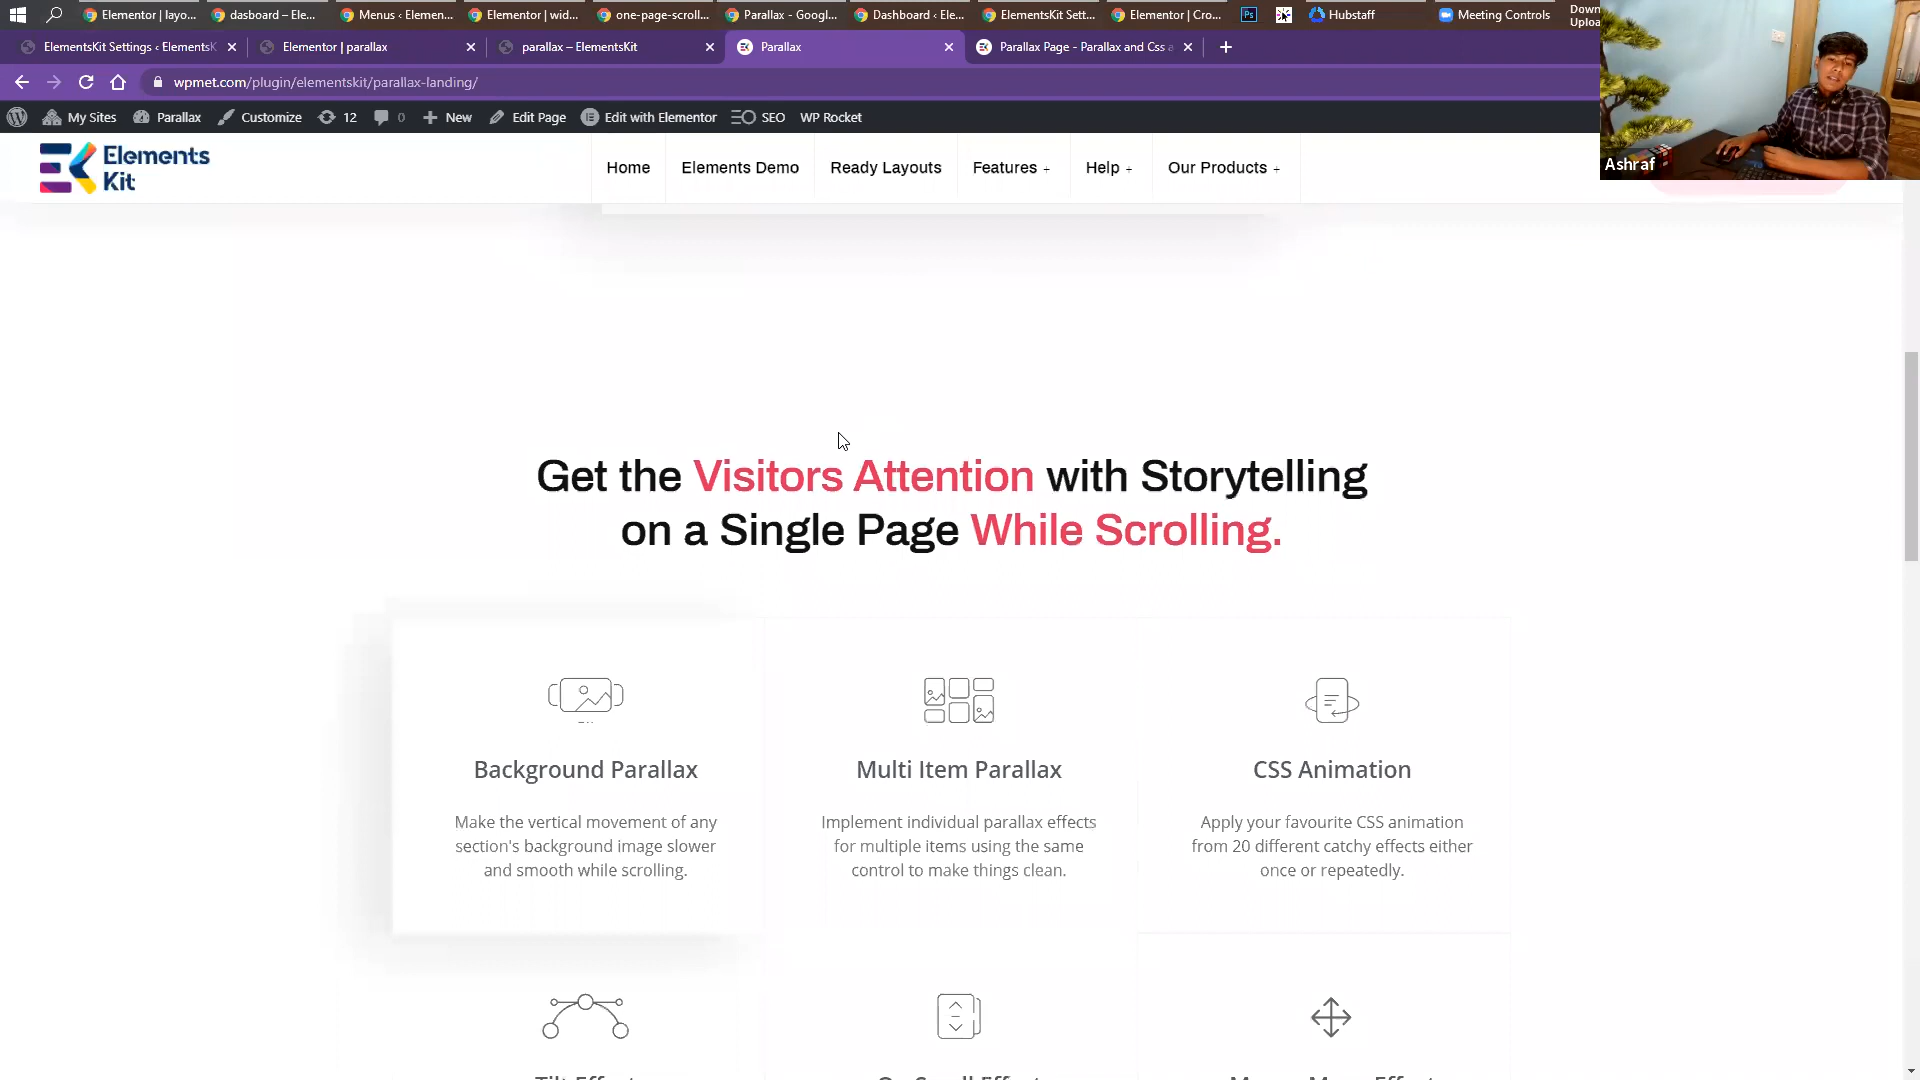 Elementor | layo...
dasboard – Ele...
Menus ‹ Elemen...
Elementor | wid...
one-page-scroll...
Parallax - Googl...
Dashboard ‹ Ele...
ElementsKit Sett...
Elementor | Cro...
Ps
Hubstaff
Meeting Controls
Down
Uploa
ElementsKit Settings ‹ ElementsK
Elementor | parallax
parallax – ElementsKit
Parallax
Parallax Page - Parallax and Css a
wpmet.com/plugin/elementskit/parallax-landing/
My Sites
Parallax
Customize
12
0
New
Edit Page
Edit with Elementor
SEO
WP Rocket
Ashraf
Elements
Kit
Home
Elements Demo
Ready Layouts
Features +
Help +
Our Products +
Get the Visitors Attention with Storytelling
on a Single Page While Scrolling.
Background Parallax
Make the vertical movement of any
section's background image slower
and smooth while scrolling.
Multi Item Parallax
Implement individual parallax effects
for multiple items using the same
control to make things clean.
CSS Animation
Apply your favourite CSS animation
from 20 different catchy effects either
once or repeatedly.